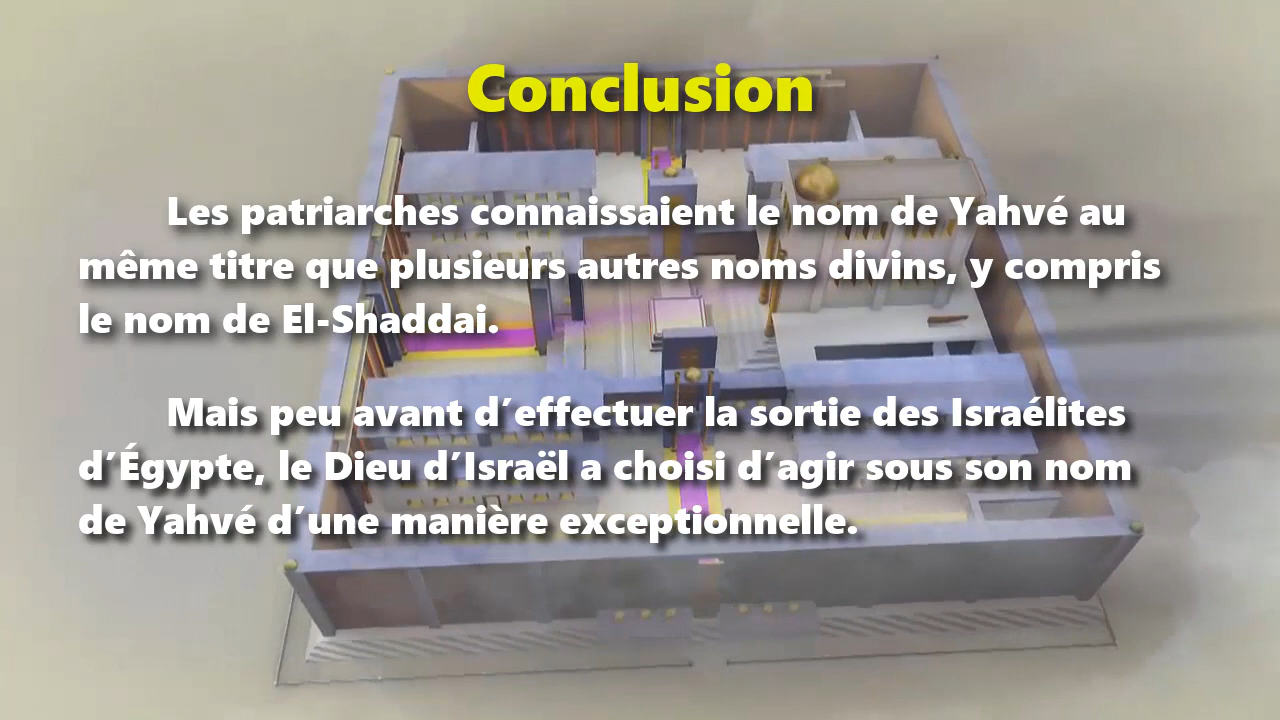 Conclusion
Les patriarches connaissaient le nom de Yahvé au
même titre que plusieurs autres noms divins, y compris
le nom de El-Shaddai.
Mais peu avant d’effectuer la sortie des Israélites
d’Égypte, le Dieu d’Israël a choisi d’agir sous son nom
de Yahvé d’une manière exceptionnelle.